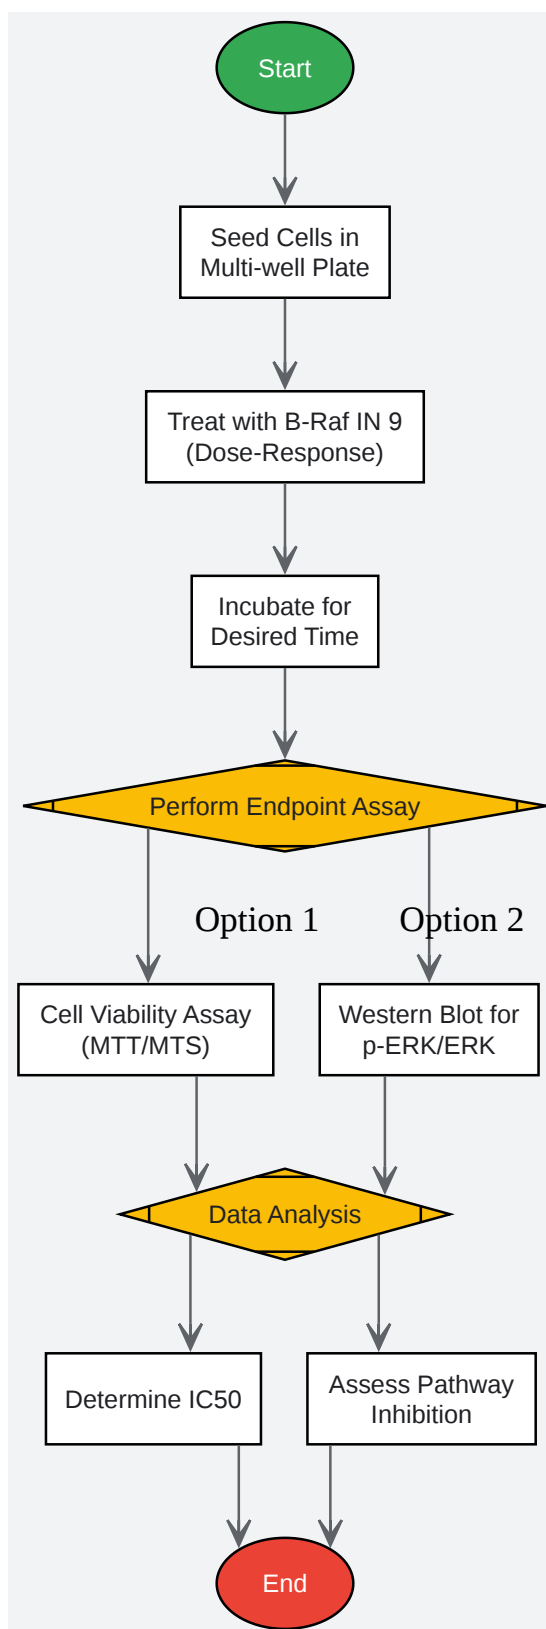 Start
Seed Cells in
Multi-well Plate
Treat with B-Raf IN 9
(Dose-Response)
Incubate for
Desired Time
Perform Endpoint Assay
Option 1
Option 2
Cell Viability Assay
(MTT/MTS)
Western Blot for
p-ERK/ERK
Data Analysis
Determine IC50
Assess Pathway
Inhibition
End